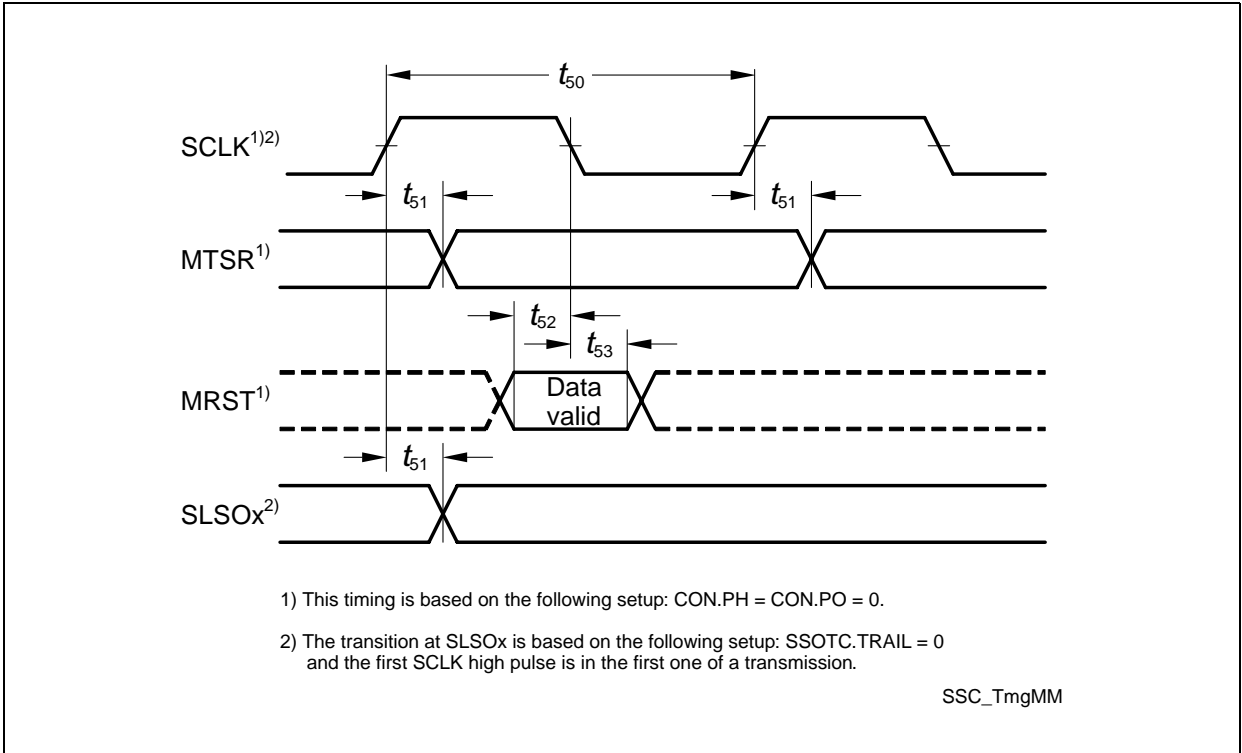 t50
SCLK1)2)
t51
t51
MTSR1)
t52
t53
MRST1)
Data
valid
t51
SLSOx2)
1) This timing is based on the following setup: CON.PH = CON.PO = 0.
2) The transition at SLSOx is based on the following setup: SSOTC.TRAIL = 0
and the first SCLK high pulse is in the first one of a transmission.
SSC_TmgMM